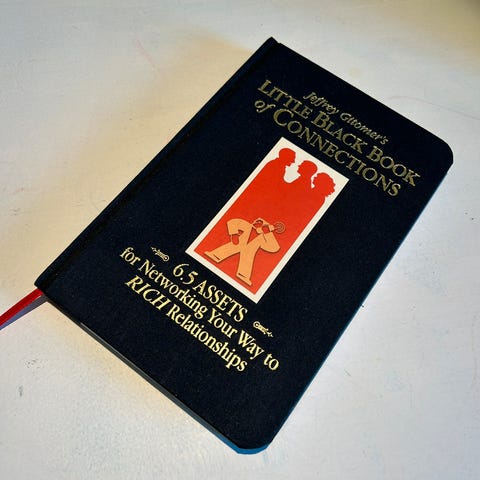 Jeffrey Gitomer's
LITTLE BLACK BOOK
of CONNECTIONS
6.5 ASSETS
for Networking Your Way to
RICH Relationships